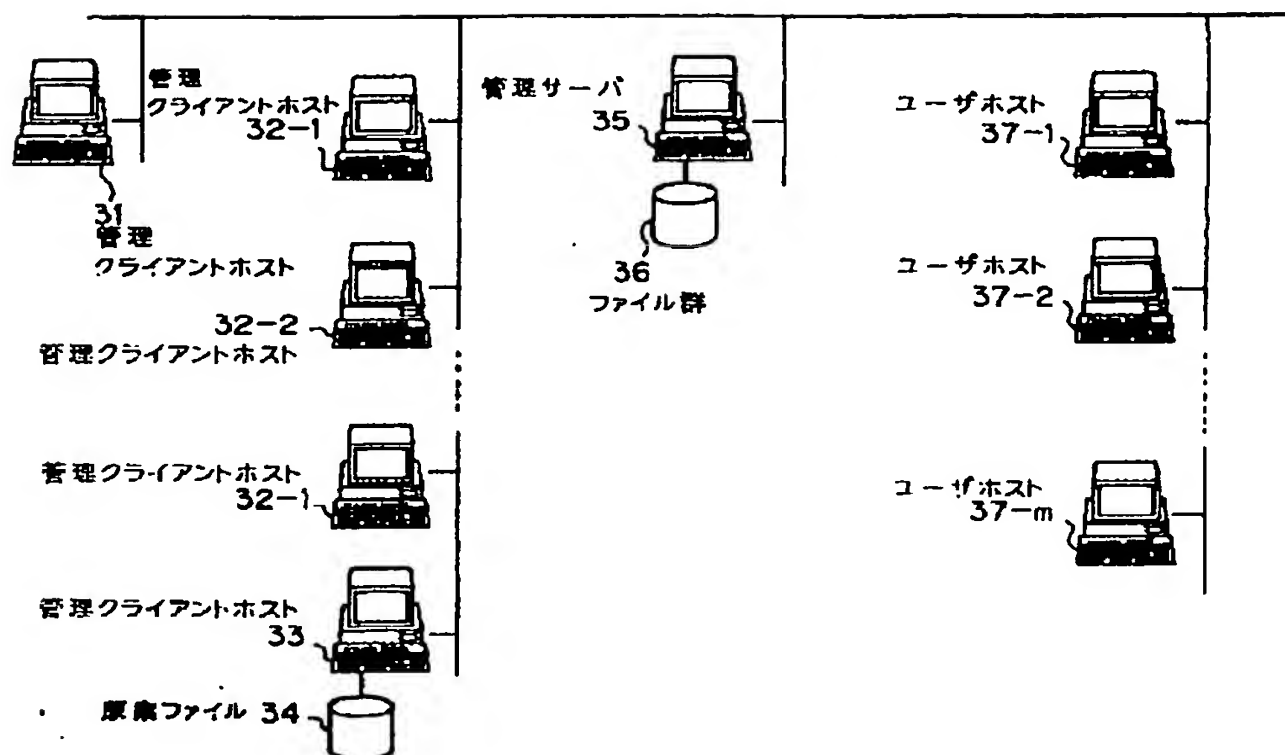 管理
クライアントホスト
32-1
31
管理
クライアントホスト
32-2
管理クライアントホスト
管理クライアントホスト
32-1
管理クライアントホスト
33
原案ファイル 34
管理サーバ
35
36
ファイル群
ユーザホスト
37-1
ユーザホスト
37-2
ユーザホスト
37-m